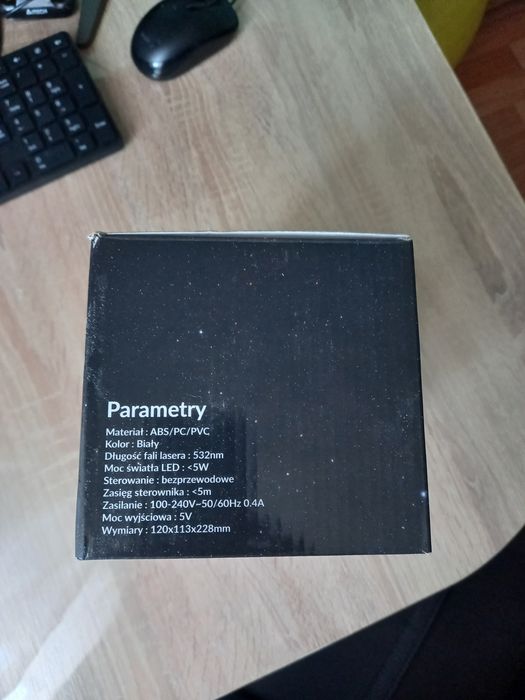 Parametry
Materiał : ABS/PC/PVC
Kolor : Biały
Długość fali lasera : 532nm
Moc światła LED : <5W
Sterowanie : bezprzewodowe
Zasięg sterownika : <5m
Zasilanie : 100-240V~50/60Hz 0.4A
Moc wyjściowa : 5V
Wymiary : 120x113x228mm